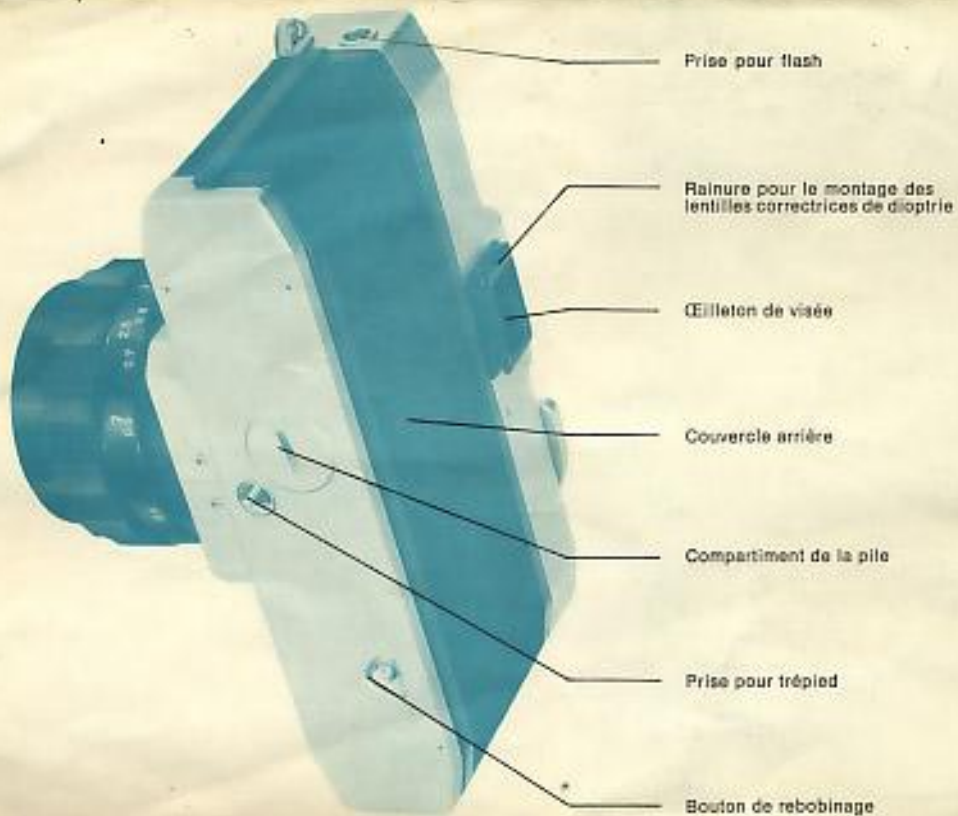 Prise pour flash
Rainure pour le montage des
lentilles correctrices de dioptrie
Œilleton de visée
Couvercle arrière
Compartiment de la pile
Prise pour trépied
Bouton de rebobinage